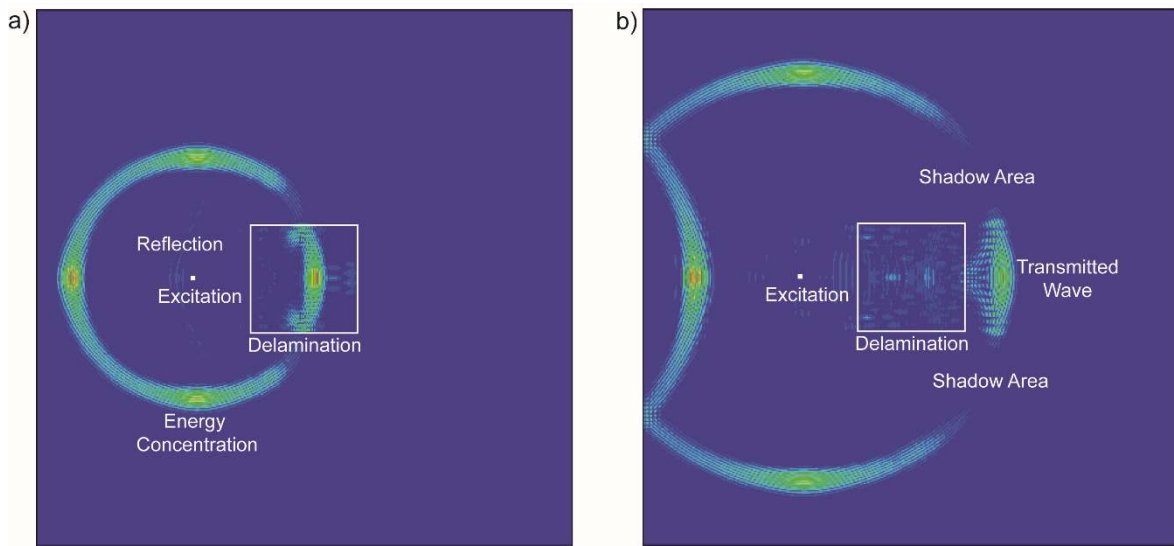 a)
Reflection
Excitation
Delamination
Energy
Concentration
b)
Shadow Area
Transmitted
Wave
Excitation
Delamination
Shadow Area